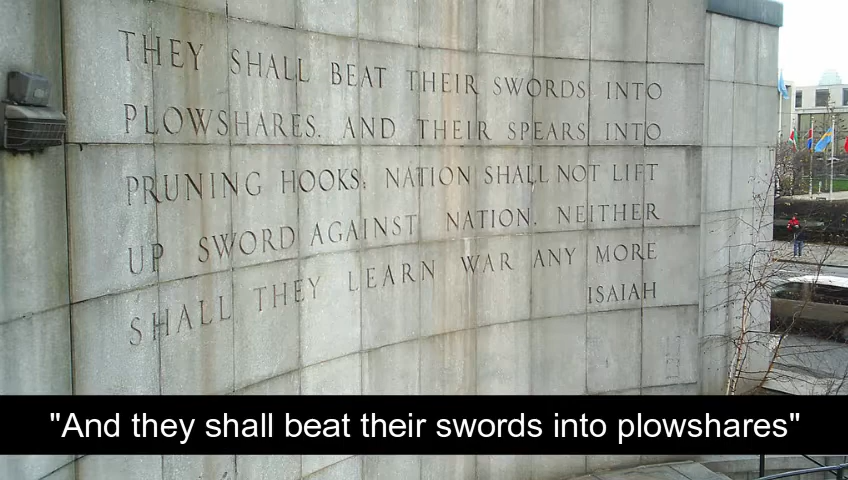 THEY SHALL BEAT THEIR SWORDS INTO
PLOWSHARES. AND THEIR SPEARS INTO
PRUNING HOOKS; NATION SHALL NOT LIFT
UP SWORD AGAINST NATION. NEITHER
SHALL THEY LEARN WAR ANY MORE
ISAIAH
"And they shall beat their swords into plowshares"